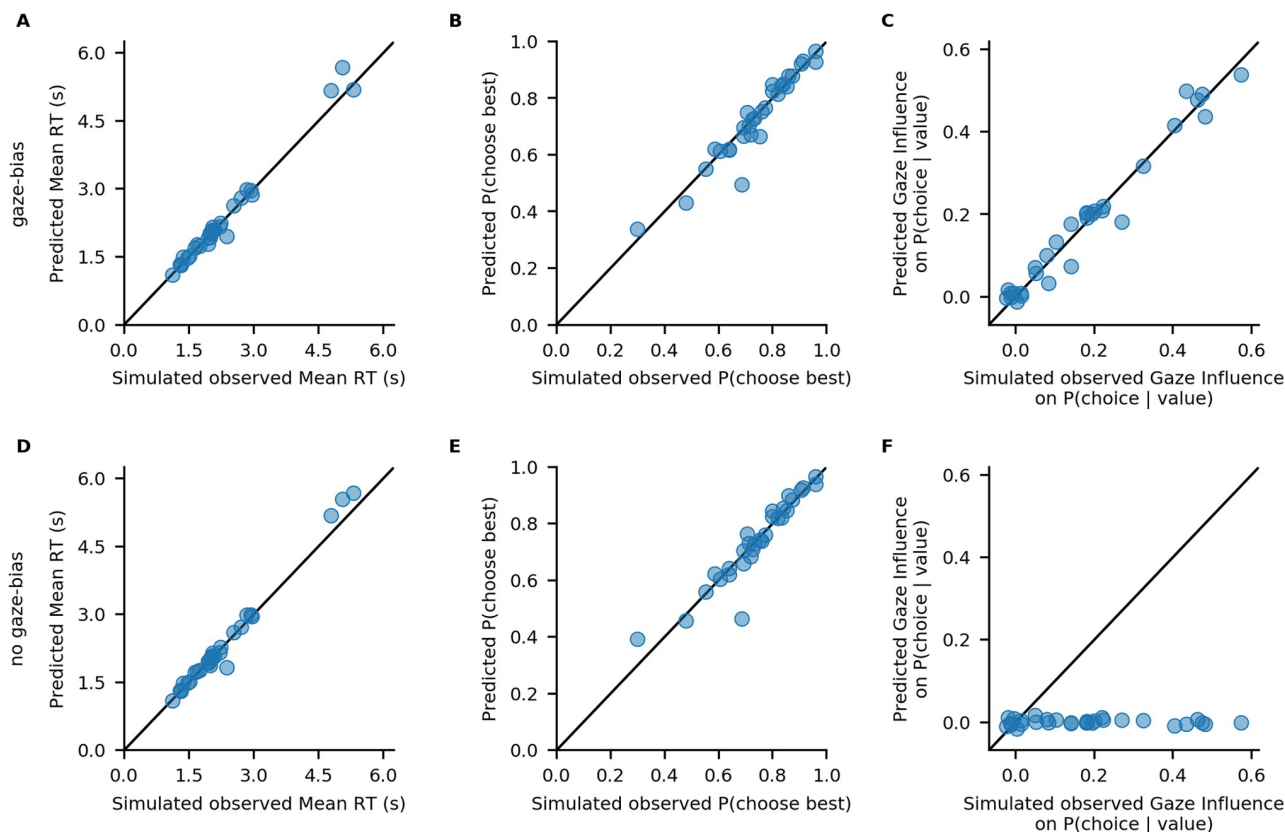 A
gaze-bias
Predicted Mean RT (s)
6.0
4.5
3.0
1.5
0.0
0.0 1.5 3.0 4.5 6.0
Simulated observed Mean RT (s)
B
Predicted P(choose best)
1.0
0.8
0.6
0.4
0.2
0.0
0.0 0.2 0.4 0.6 0.8 1.0
Simulated observed P(choose best)
C
Predicted Gaze Influence
on P(choice | value)
0.6
0.4
0.2
0.0
0.0 0.2 0.4 0.6
Simulated observed Gaze Influence
on P(choice | value)
D
no gaze-bias
Predicted Mean RT (s)
6.0
4.5
3.0
1.5
0.0
0.0 1.5 3.0 4.5 6.0
Simulated observed Mean RT (s)
E
Predicted P(choose best)
1.0
0.8
0.6
0.4
0.2
0.0
0.0 0.2 0.4 0.6 0.8 1.0
Simulated observed P(choose best)
F
Predicted Gaze Influence
on P(choice | value)
0.6
0.4
0.2
0.0
0.0 0.2 0.4 0.6
Simulated observed Gaze Influence
on P(choice | value)